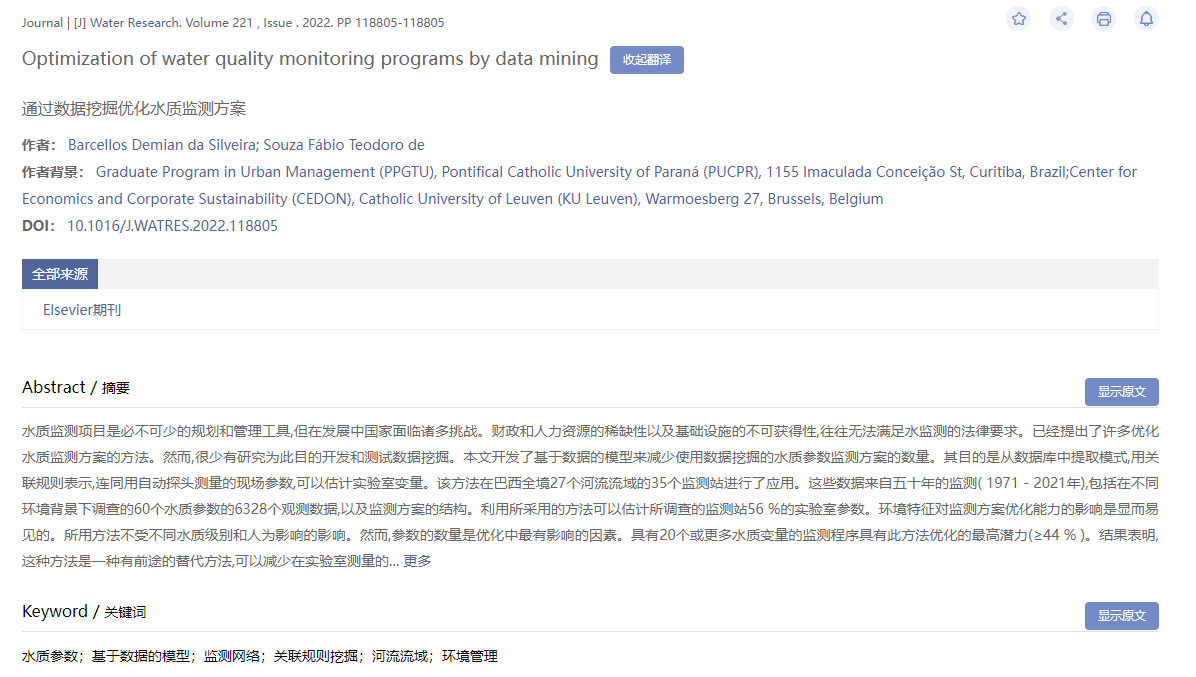 Journal | [J] Water Research. Volume 221 , Issue . 2022. PP 118805-118805
Optimization of water quality monitoring programs by data mining 收起翻译
通过数据挖掘优化水质监测方案
作者： Barcellos Demian da Silveira; Souza Fábio Teodoro de
作者背景： Graduate Program in Urban Management (PPGTU), Pontifical Catholic University of Paraná (PUCPR), 1155 Imaculada Conceição St, Curitiba, Brazil;Center for
Economics and Corporate Sustainability (CEDON), Catholic University of Leuven (KU Leuven), Warmoesberg 27, Brussels, Belgium
DOI： 10.1016/J.WATRES.2022.118805
全部来源
Elsevier期刊
Abstract / 摘要 显示原文
水质监测项目是必不可少的规划和管理工具,但在发展中国家面临诸多挑战。财政和人力资源的稀缺性以及基础设施的不可获得性,往往无法满足水监测的法律要求。已经提出了许多优化
水质监测方案的方法。然而,很少有研究为此目的开发和测试数据挖掘。本文开发了基于数据的模型来减少使用数据挖掘的水质参数监测方案的数量。其目的是从数据库中提取模式,用关
联规则表示,连同用自动探头测量的现场参数,可以估计实验室变量。该方法在巴西全境27个河流流域的35个监测站进行了应用。这些数据来自五十年的监测( 1971 - 2021年),包括在不同
环境背景下调查的60个水质参数的6328个观测数据,以及监测方案的结构。利用所采用的方法可以估计所调查的监测站56 %的实验室参数。环境特征对监测方案优化能力的影响是显而易
见的。所用方法不受不同水质级别和人为影响的影响。然而,参数的数量是优化中最有影响的因素。具有20个或更多水质变量的监测程序具有此方法优化的最高潜力(≥44 % )。结果表明,
这种方法是一种有前途的替代方法,可以减少在实验室测量的... 更多
Keyword / 关键词 显示原文
水质参数；基于数据的模型；监测网络；关联规则挖掘；河流流域；环境管理